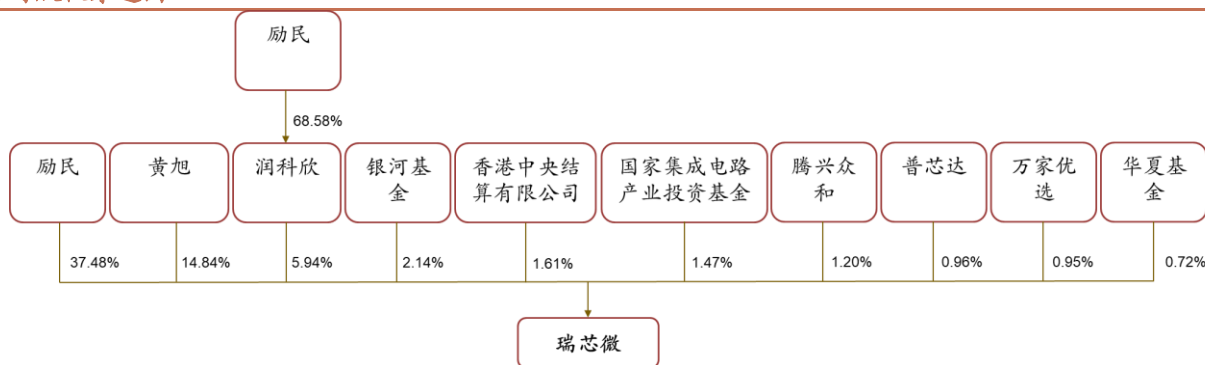 励民
68.58%
励民
黄旭
润科欣
银河基
金
香港中央结
算有限公司
国家集成电路
产业投资基金
腾兴众
和
普芯达
万家优
选
华夏基
金
37.48%
14.84%
5.94%
2.14%
1.61%
1.47%
1.20%
0.96%
0.95%
0.72%
瑞芯微